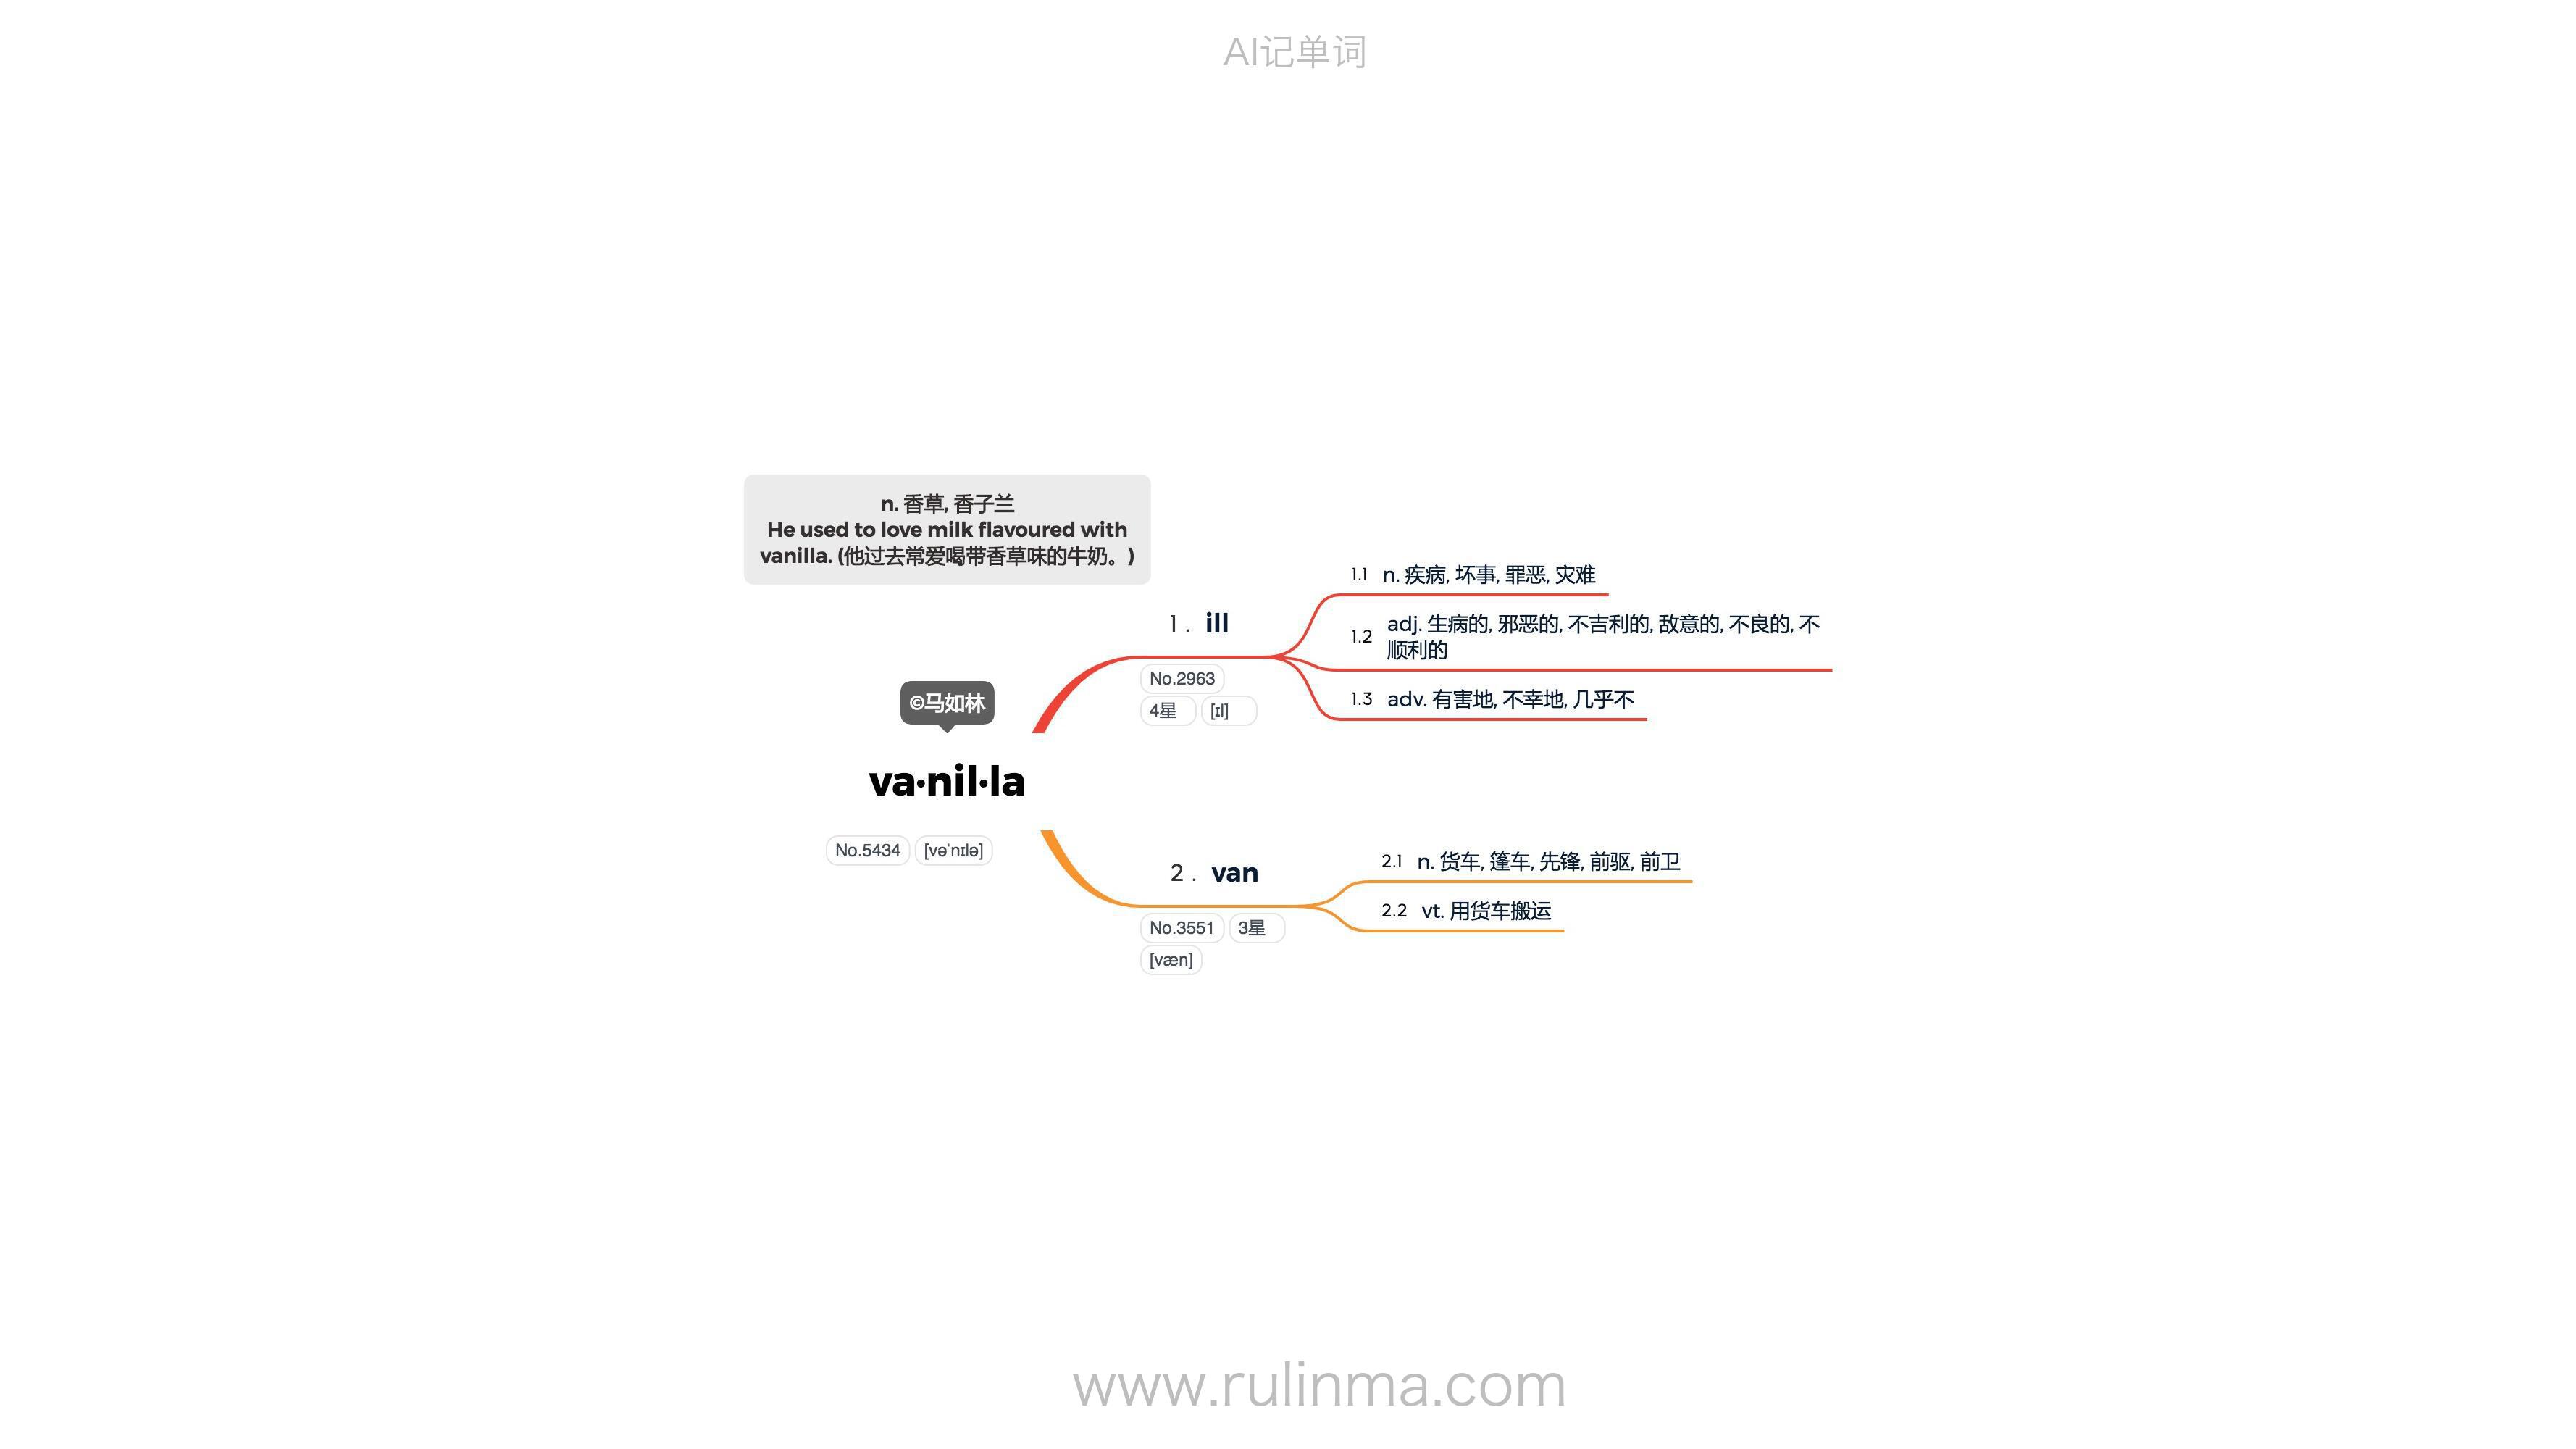 AI记单词
n. 香草, 香子兰
He used to love milk flavoured with
vanilla. (他过去常爱喝带香草味的牛奶。)
©马如林
va·nil·la
No.5434 [vəˈnɪlə]
1 . ill
No.2963
4星 [ɪl]
1.1 n. 疾病, 坏事, 罪恶, 灾难
1.2 adj. 生病的, 邪恶的, 不吉利的, 敌意的, 不良的, 不
顺利的
1.3 adv. 有害地, 不幸地, 几乎不
2 . van
No.3551 3星
[væn]
2.1 n. 货车, 篷车, 先锋, 前驱, 前卫
2.2 vt. 用货车搬运
www.rulinma.com